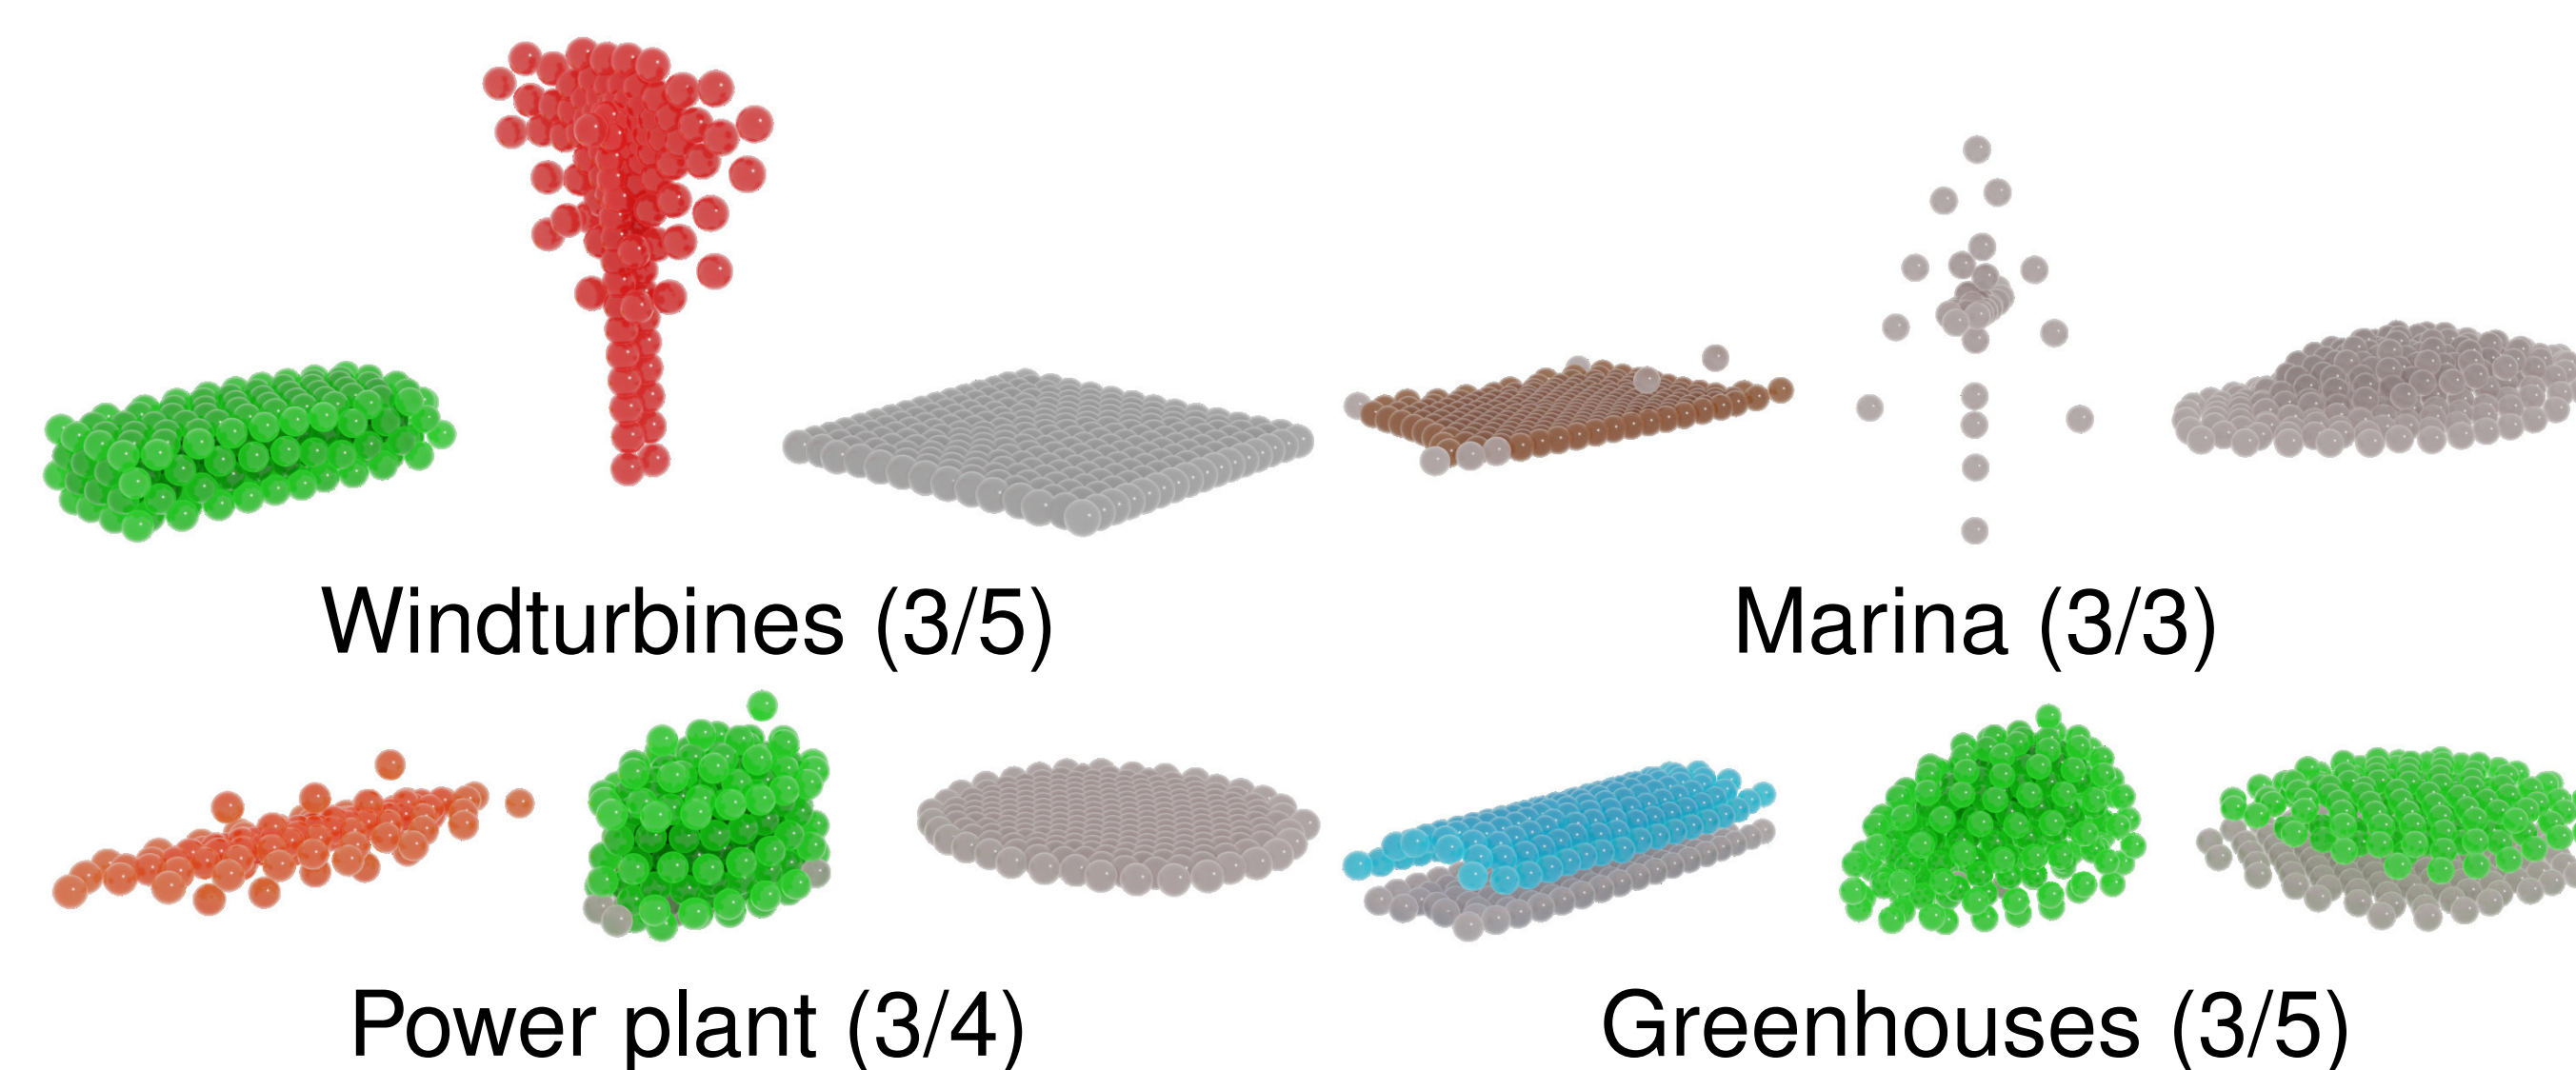 Windturbines (3/5)
Marina (3/3)
Power plant (3/4)
Greenhouses (3/5)